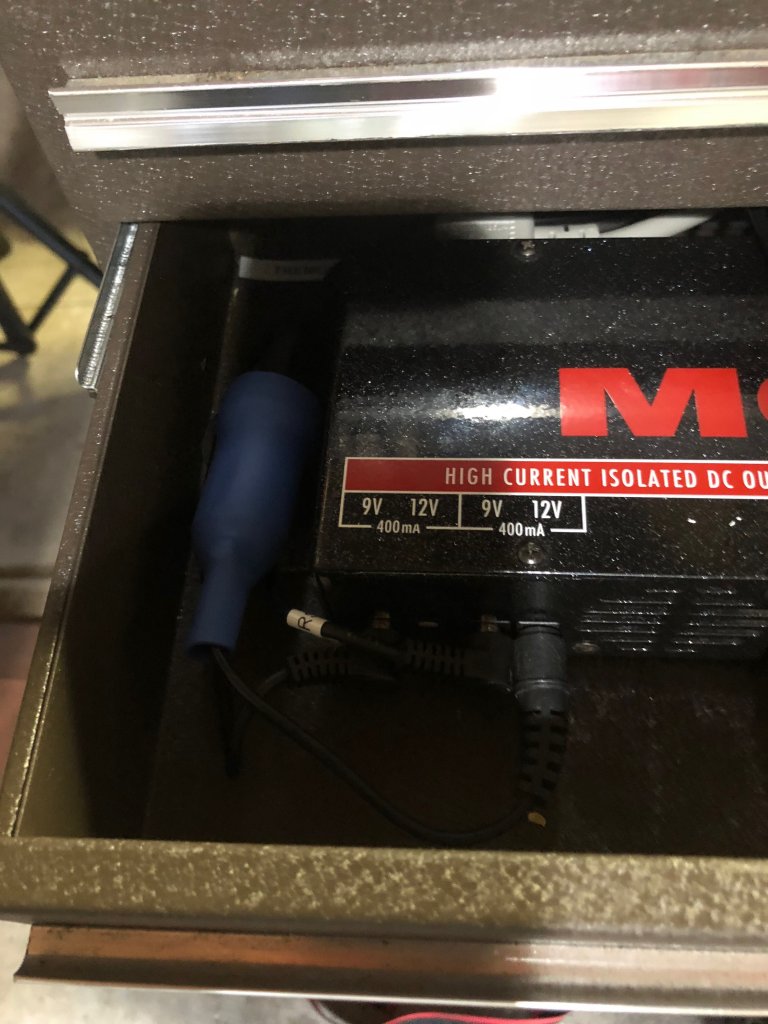 M
HIGH CURRENT ISOLATED DC OU
9V 12V 9V 12V
400mA 400mA
R